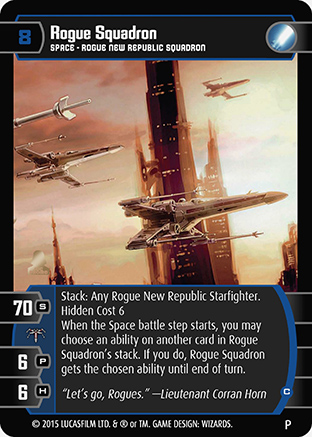 8
Rogue Squadron
SPACE - ROGUE NEW REPUBLIC SQUADRON
70 S
6 P
6 H
Stack: Any Rogue New Republic Starfighter.
Hidden Cost 6
When the Space battle step starts, you may
choose an ability on another card in Rogue
Squadron's stack. If you do, Rogue Squadron
gets the chosen ability until end of turn.
"Let's go, Rogues." —Lieutenant Corran Horn
C
© 2015 LUCASFILM LTD. & ® or TM. GAME DESIGN: WIZARDS.
P